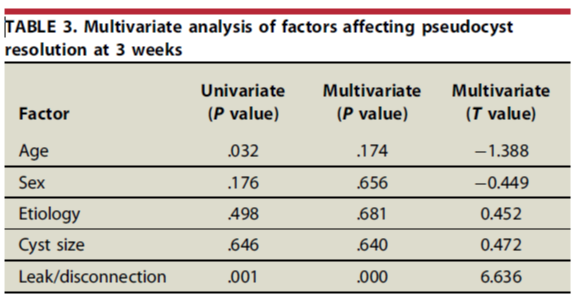 TABLE 3. Multivariate analysis of factors affecting pseudocyst
resolution at 3 weeks
Factor Univariate (P value) Multivariate (P value) Multivariate (T value)
Age .032 .174 −1.388
Sex .176 .656 −0.449
Etiology .498 .681 0.452
Cyst size .646 .640 0.472
Leak/disconnection .001 .000 6.636